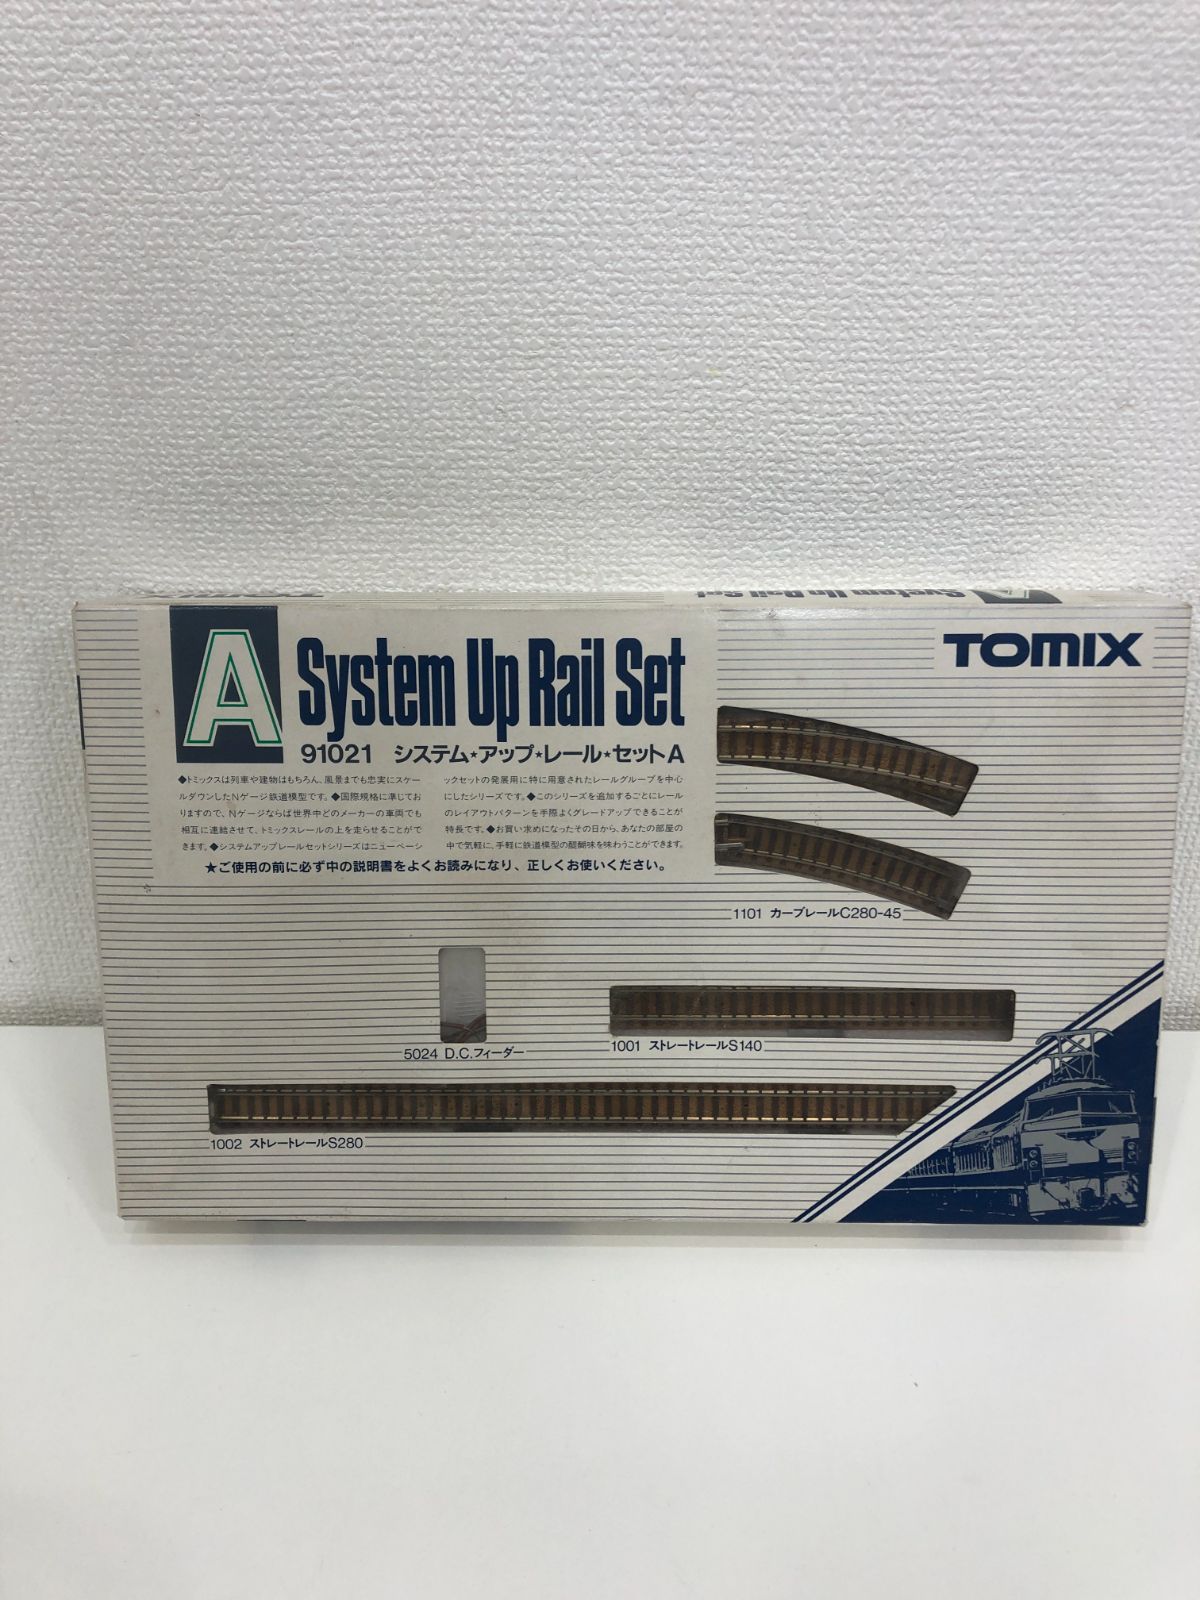 System Up Rail Set
A
TOMIX
A
System Up Rail Set
91021 システム★アップ★レール★セットA
◆トミックスは列車や建物はもちろん、風景までも忠実にスケー
ルダウンしたNゲージ鉄道模型です。◆国際規格に準じてお
りますので、Nゲージならば世界中どのメーカーの車両でも
相互に連結させて、トミックスレールの上を走らせることがで
きます。◆システムアップレールセットシリーズはニューベーシ
ックセットの発展用に特に用意されたレールグループを中心
にしたシリーズです。◆このシリーズを追加するごとにレール
のレイアウトパターンを手際よくグレードアップできることが
特長です。◆お買い求めになったその日から、あなたの部屋の
中で気軽に、手軽に鉄道模型の醍醐味を味わうことができます。
★ご使用の前に必ず中の説明書をよくお読みになり、正しくお使いください。
1101 カーブレールC280-45
5024 D.C.フィーダー
1001 ストレートレールS140
1002 ストレートレールS280